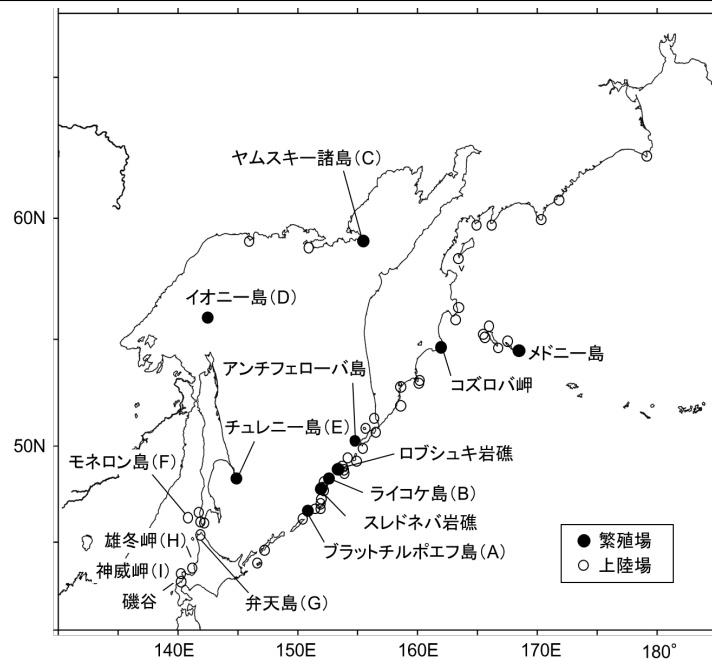 ヤムスキー諸島（C）
60N
イオニー島（D）
アンチフェローバ島
メドニー島
コズロバ岬
チュレニー島（E）
50N
モネロン島（F）
ロブシュキ岩礁
ライコケ島（B）
スレドネバ岩礁
ブラットチルポエフ島（A）
雄冬岬（H）
神威岬（I）
磯谷
弁天島（G）
繁殖場
上陸場
140E
150E
160E
170E
180°